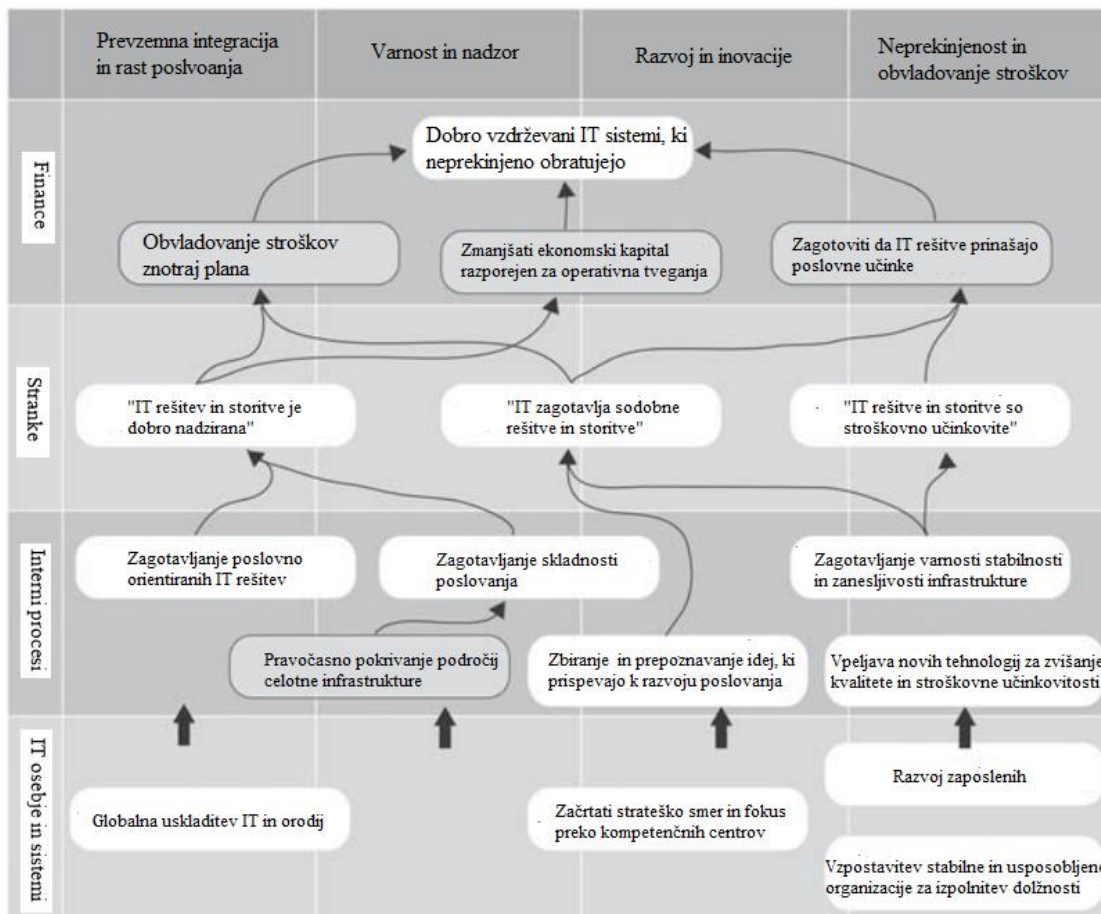 Prevzemna integracija
in rast poslvoanja
Varnost in nadzor
Razvoj in inovacije
Neprekinjenost in
obvladovanje stroškov
Finance
Dobro vzdrževani IT sistemi, ki
neprekinjeno obratujejo
Obvladovanje stroškov
znotraj plana
Zmanjšati ekonomski kapital
razporejen za operativna tveganja
Zagotoviti da IT rešitve prinašajo
poslovne učinke
Stranke
"IT rešitev in storitve je
dobro nadzirana"
"IT zagotavlja sodobne
rešitve in storitve"
"IT rešitve in storitve so
stroškovno učinkovite"
Interni procesi
Zagotavljanje poslovno
orientiranih IT rešitev
Zagotavljanje skladnosti
poslovanja
Zagotavljanje varnosti stabilnosti
in zanesljivosti infrastrukture
Pravočasno pokrivanje področij
celotne infrastrukture
Zbiranje in prepoznavanje idej, ki
prispevajo k razvoju poslovanja
Vpeljava novih tehnologij za zvišanje
kvalitete in stroškovne učinkovitosti
IT osebje in sistemi
Globalna uskladitev IT in orodij
Začrtati strateško smer in fokus
preko kompetenčnih centrov
Razvoj zaposlenih
Vzpostavitev stabilne in usposobljene
organizacije za izpolnitev dolžnosti